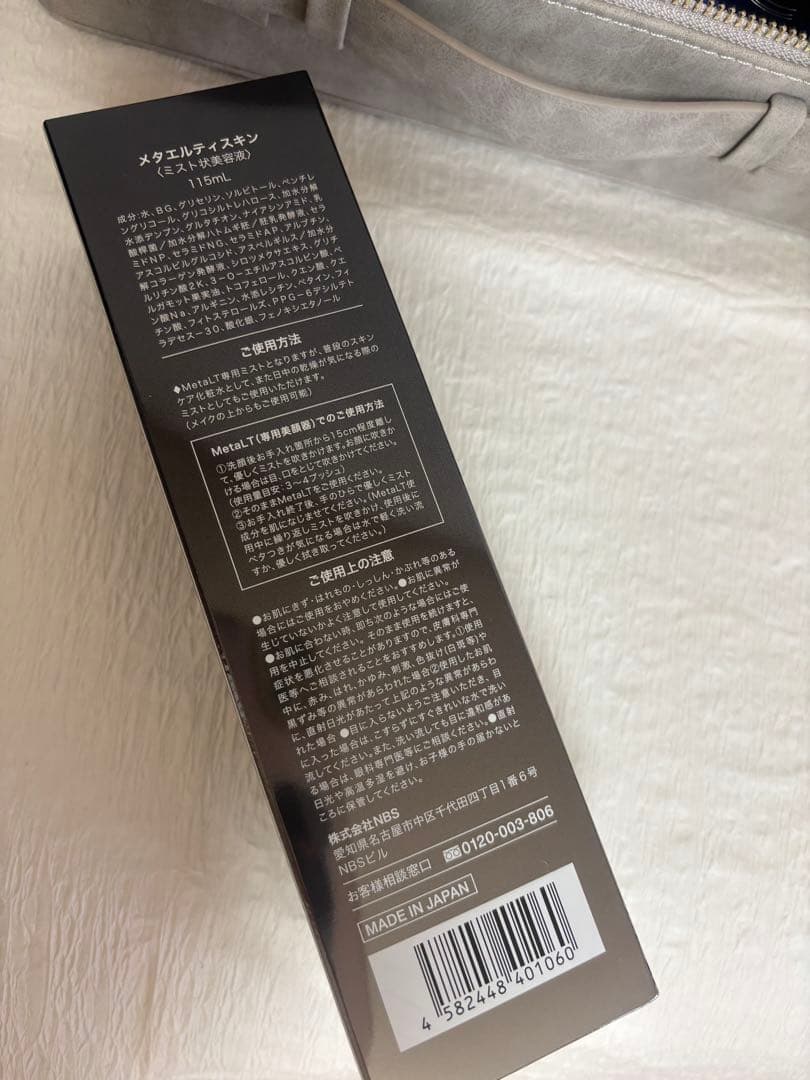 メタエルティスキン
〈ミスト状美容液〉
115mL
成分:水、BG、グリセリン、ソルビトール、ペンチレ
ングリコール、グリコシルトレハロース、加水分解
水添デンプン、グルタチオン、ナイアシンアミド、乳
酸桿菌/加水分解ハトムギ胚/胚乳発酵液、セラ
ミドNP、セラミドNG、セラミドAP、アルブチン、
アスコルビルグルコシド、アスペルギルス/加水分
解コラーゲン発酵液、シロツメクサエキス、グリチ
ルリチン酸2K、3-O-エチルアスコルビン酸、ベ
ルガモット果実油、トコフェロール、クエン酸、クエ
ン酸Na、アルギニン、水添レシチン、ベタイン、フィ
チン酸、フィトステロールズ、PPG-6デシルテト
ラデセス-30、酸化銀、フェノキシエタノール
ご使用方法
◆MetaLT専用ミストとなりますが、普段のスキン
ケア化粧水として、また日中の乾燥が気になる際の
ミストとしてもご使用いただけます。
(メイクの上からもご使用可能)
MetaLT(専用美顔器)でのご使用方法
①洗顔後お手入れ箇所から15cm程度離し
て、優しくミストを吹きかけます。お顔に吹きか
ける場合は目、口をとじて吹きかけてください。
(使用量目安:3〜4プッシュ)
②そのままMetaLTをご使用ください。
③お手入れ終了後、手のひらで優しくミスト
成分を肌になじませてください。(MetaLT使
用中に繰り返しミストを吹きかけ、使用後に
ベタつきが気になる場合は水で軽く洗い流
すか、優しく拭き取ってください。)
ご使用上の注意
●お肌にきず・はれもの・しっしん・かぶれ等のある
場合にはご使用をおやめください。●お肌に異常が
生じていないかよく注意して使用してください。
●お肌に合わない時、即ち次のような場合にはご使
用を中止してください。そのまま使用を続けますと、
症状を悪化させることがありますので、皮膚科専門
医等へご相談されることをおすすめします。①使用
中に、赤み、はれ、かゆみ、刺激、色抜け(白斑等)や
黒ずみ等の異常があらわれた場合②使用したお肌
に、直射日光があたって上記のような異常があらわ
れた場合 ●目に入らないようご注意いただき、目
に入った場合は、こすらずにすぐきれいな水で洗い
流してください。また、洗い流しても目に違和感があ
る場合は、眼科専門医等にご相談ください。●直射
日光や高温多湿を避け、お子様の手の届かないと
ころに保管してください。
株式会社NBS
愛知県名古屋市中区千代田四丁目1番6号
NBSビル
お客様相談窓口 0120-003-806
MADE IN JAPAN
4 582448 401060